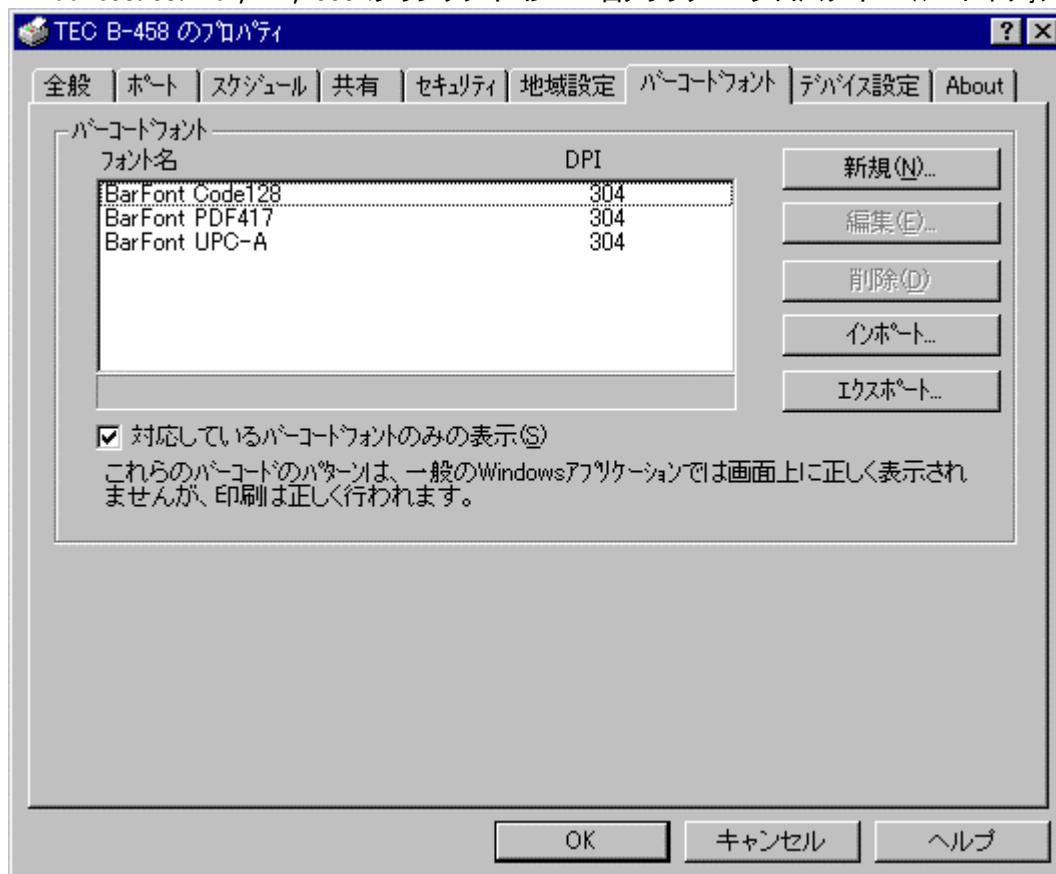 TEC B-458 のﾌﾟﾛﾊﾟﾃｨ
全般 ﾎﾟｰﾄ ｽｹｼﾞｭｰﾙ 共有 ｾｷｭﾘﾃｨ 地域設定 ﾊﾞｰｺｰﾄﾞﾌｫﾝﾄ ﾃﾞﾊﾞｲｽ設定 About
ﾊﾞｰｺｰﾄﾞﾌｫﾝﾄ
ﾌｫﾝﾄ名 DPI
BarFont Code128 304
BarFont PDF417 304
BarFont UPC-A 304
新規(N)...
編集(E)...
削除(D)
ｲﾝﾎﾟｰﾄ...
ｴｸｽﾎﾟｰﾄ...
対応しているﾊﾞｰｺｰﾄﾞﾌｫﾝﾄのみの表示(S)
これらのﾊﾞｰｺｰﾄﾞのﾊﾟﾀｰﾝは、一般のWindowsｱﾌﾟﾘｹｰｼｮﾝでは画面上に正しく表示され
ませんが、印刷は正しく行われます。
OK キャンセル ヘルプ